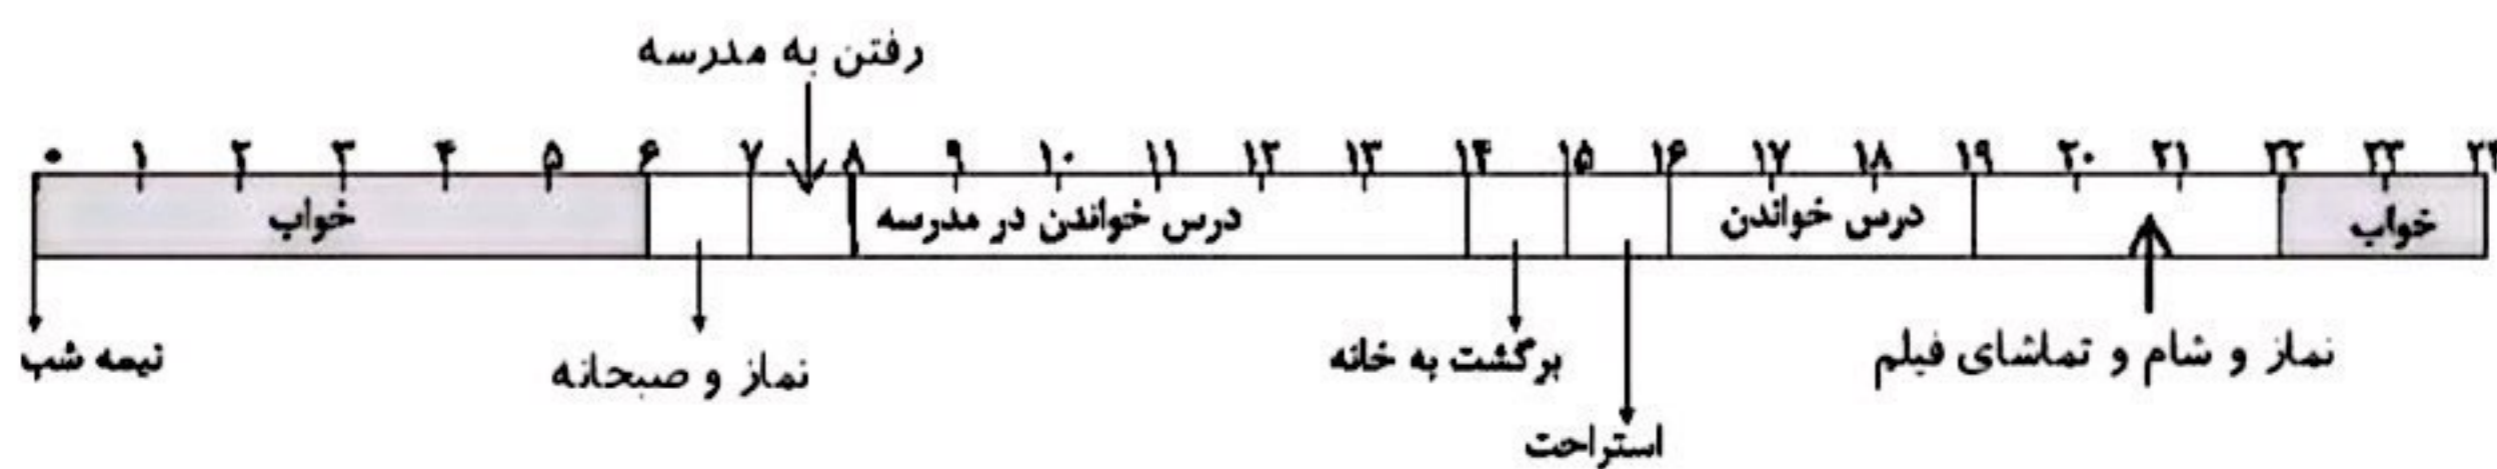 رفتن به مدرسه
۰ ۱ ۲ ۳ ۴ ۵ ۶ ۷ ۸ ۹ ۱۰ ۱۱ ۱۲ ۱۳ ۱۴ ۱۵ ۱۶ ۱۷ ۱۸ ۱۹ ۲۰ ۲۱ ۲۲ ۲۳ ۲۴
خواب درس خواندن در مدرسه درس خواندن خواب
نیمه شب نماز و صبحانه برگشت به خانه نماز و شام و تماشای فیلم
استراحت